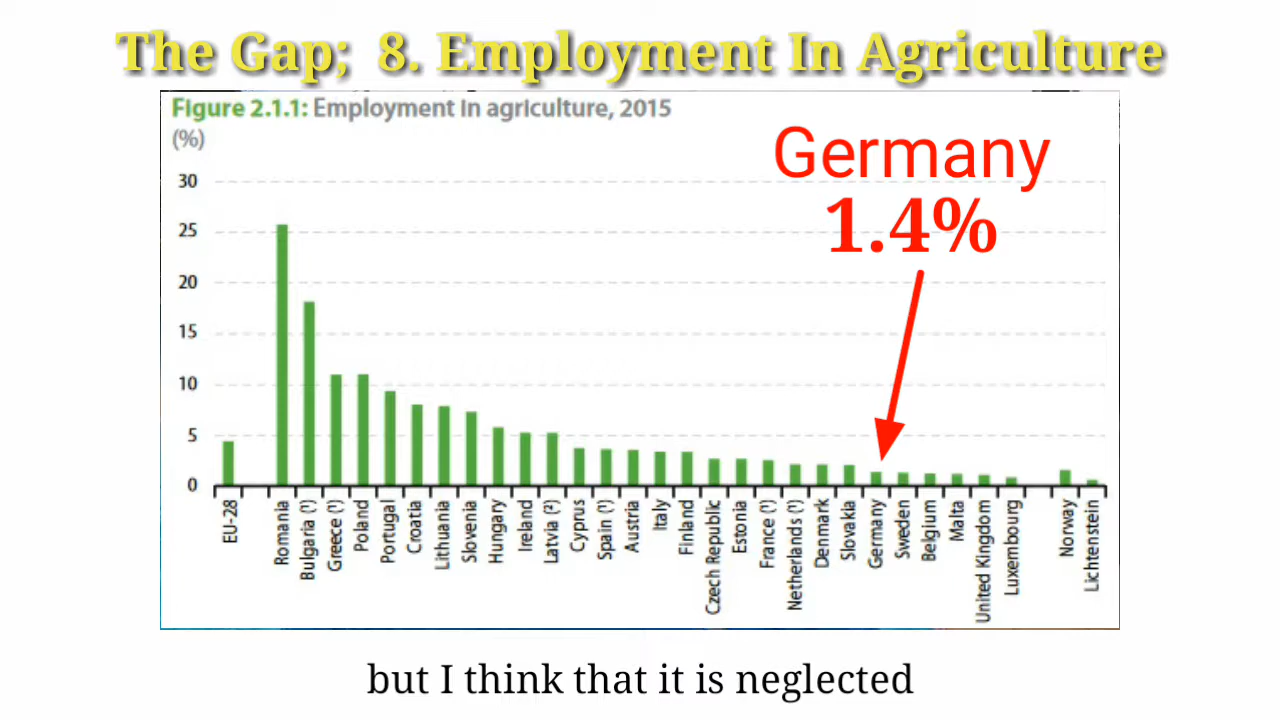 The Gap; 8. Employment In Agriculture
Figure 2.1.1: Employment in agriculture, 2015
(%)
Germany
1.4%
30
25
20
15
10
5
0
EU-28
Romania
Bulgaria (¹)
Greece (¹)
Poland
Portugal
Croatia
Lithuania
Slovenia
Hungary
Ireland
Latvia (²)
Cyprus
Spain (¹)
Austria
Italy
Finland
Czech Republic
Estonia
France (¹)
Netherlands (¹)
Denmark
Slovakia
Germany
Sweden
Belgium
Malta
United Kingdom
Luxembourg
Norway
Lichtenstein
but I think that it is neglected